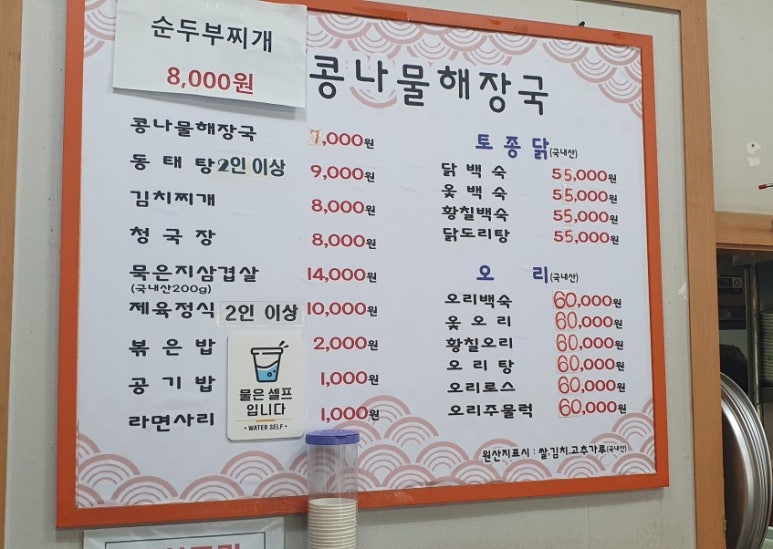 순두부찌개
8,000원
콩나물해장국
콩나물해장국 7,000원
동태탕 2인 이상 9,000원
김치찌개 8,000원
청국장 8,000원
묵은지삼겹살 14,000원
(국내산200g)
제육정식 2인 이상 10,000원
볶은밥 2,000원
공기밥 1,000원
라면사리 1,000원
물은 셀프
입니다
• WATER SELF •
토종닭(국내산)
닭백숙 55,000원
옻백숙 55,000원
황칠백숙 55,000원
닭도리탕 55,000원
오리(국내산)
오리백숙 60,000원
옻오리 60,000원
황칠오리 60,000원
오리탕 60,000원
오리로스 60,000원
오리주물럭 60,000원
원산지표시 : 쌀.김치.고추가루(국내산)